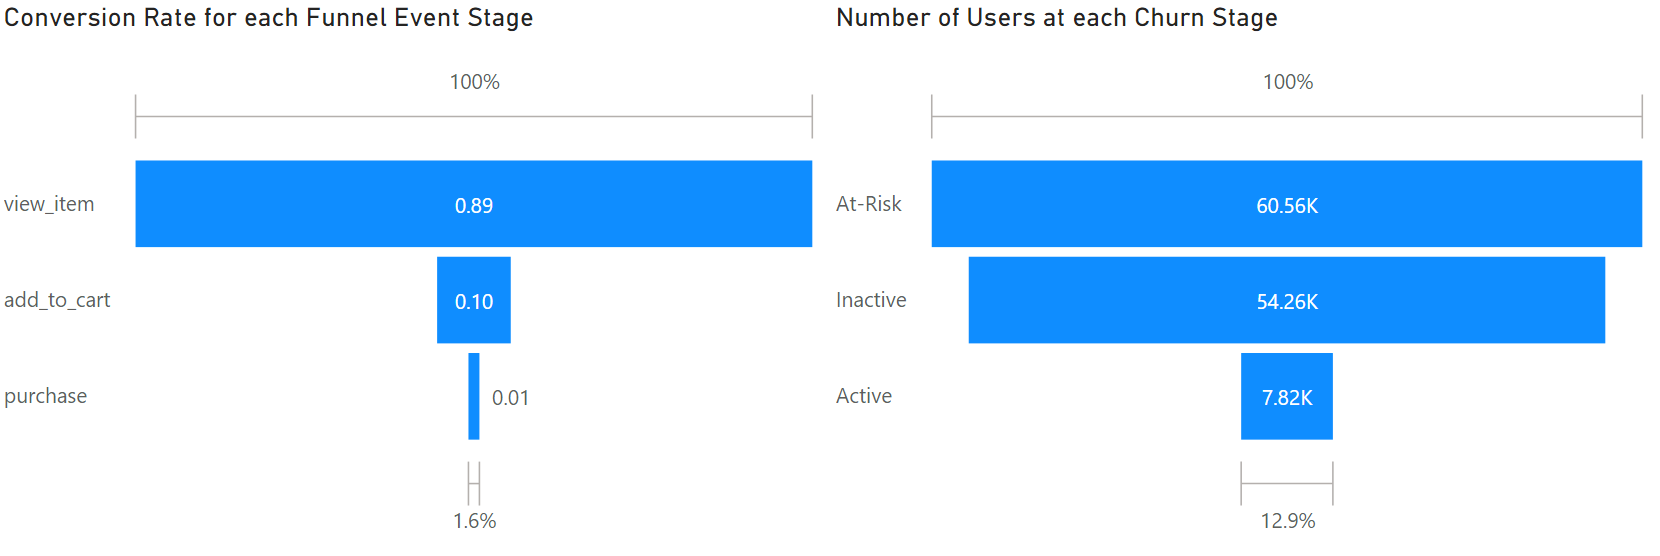 Conversion Rate for each Funnel Event Stage
100%
view_item
0.89
add_to_cart
0.10
purchase
0.01
1.6%
Number of Users at each Churn Stage
100%
At-Risk
60.56K
Inactive
54.26K
Active
7.82K
12.9%